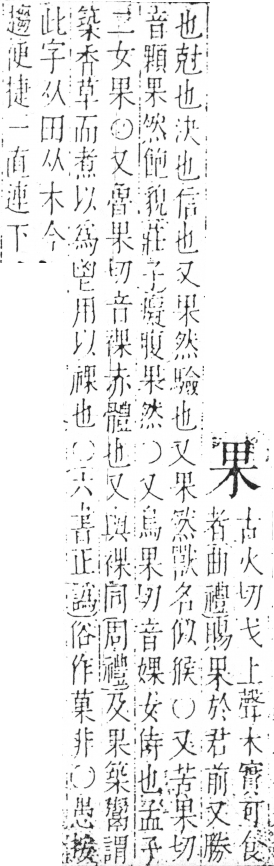 果
古火切戈上聲木實可食
者曲禮賜果於君前又勝
也尅也決也信也又果然驗也又果然獸名似猴○又苦果切
音顆果然飽貌莊子腹果然○又烏果切音婐女侍也孟子
二女果○又魯果切音裸赤體也又與祼同周禮及果築鬻謂
築香草而煮以為鬯用以祼也○六書正譌俗作菓非○愚按
此字从田从木今
趨便捷一直連下